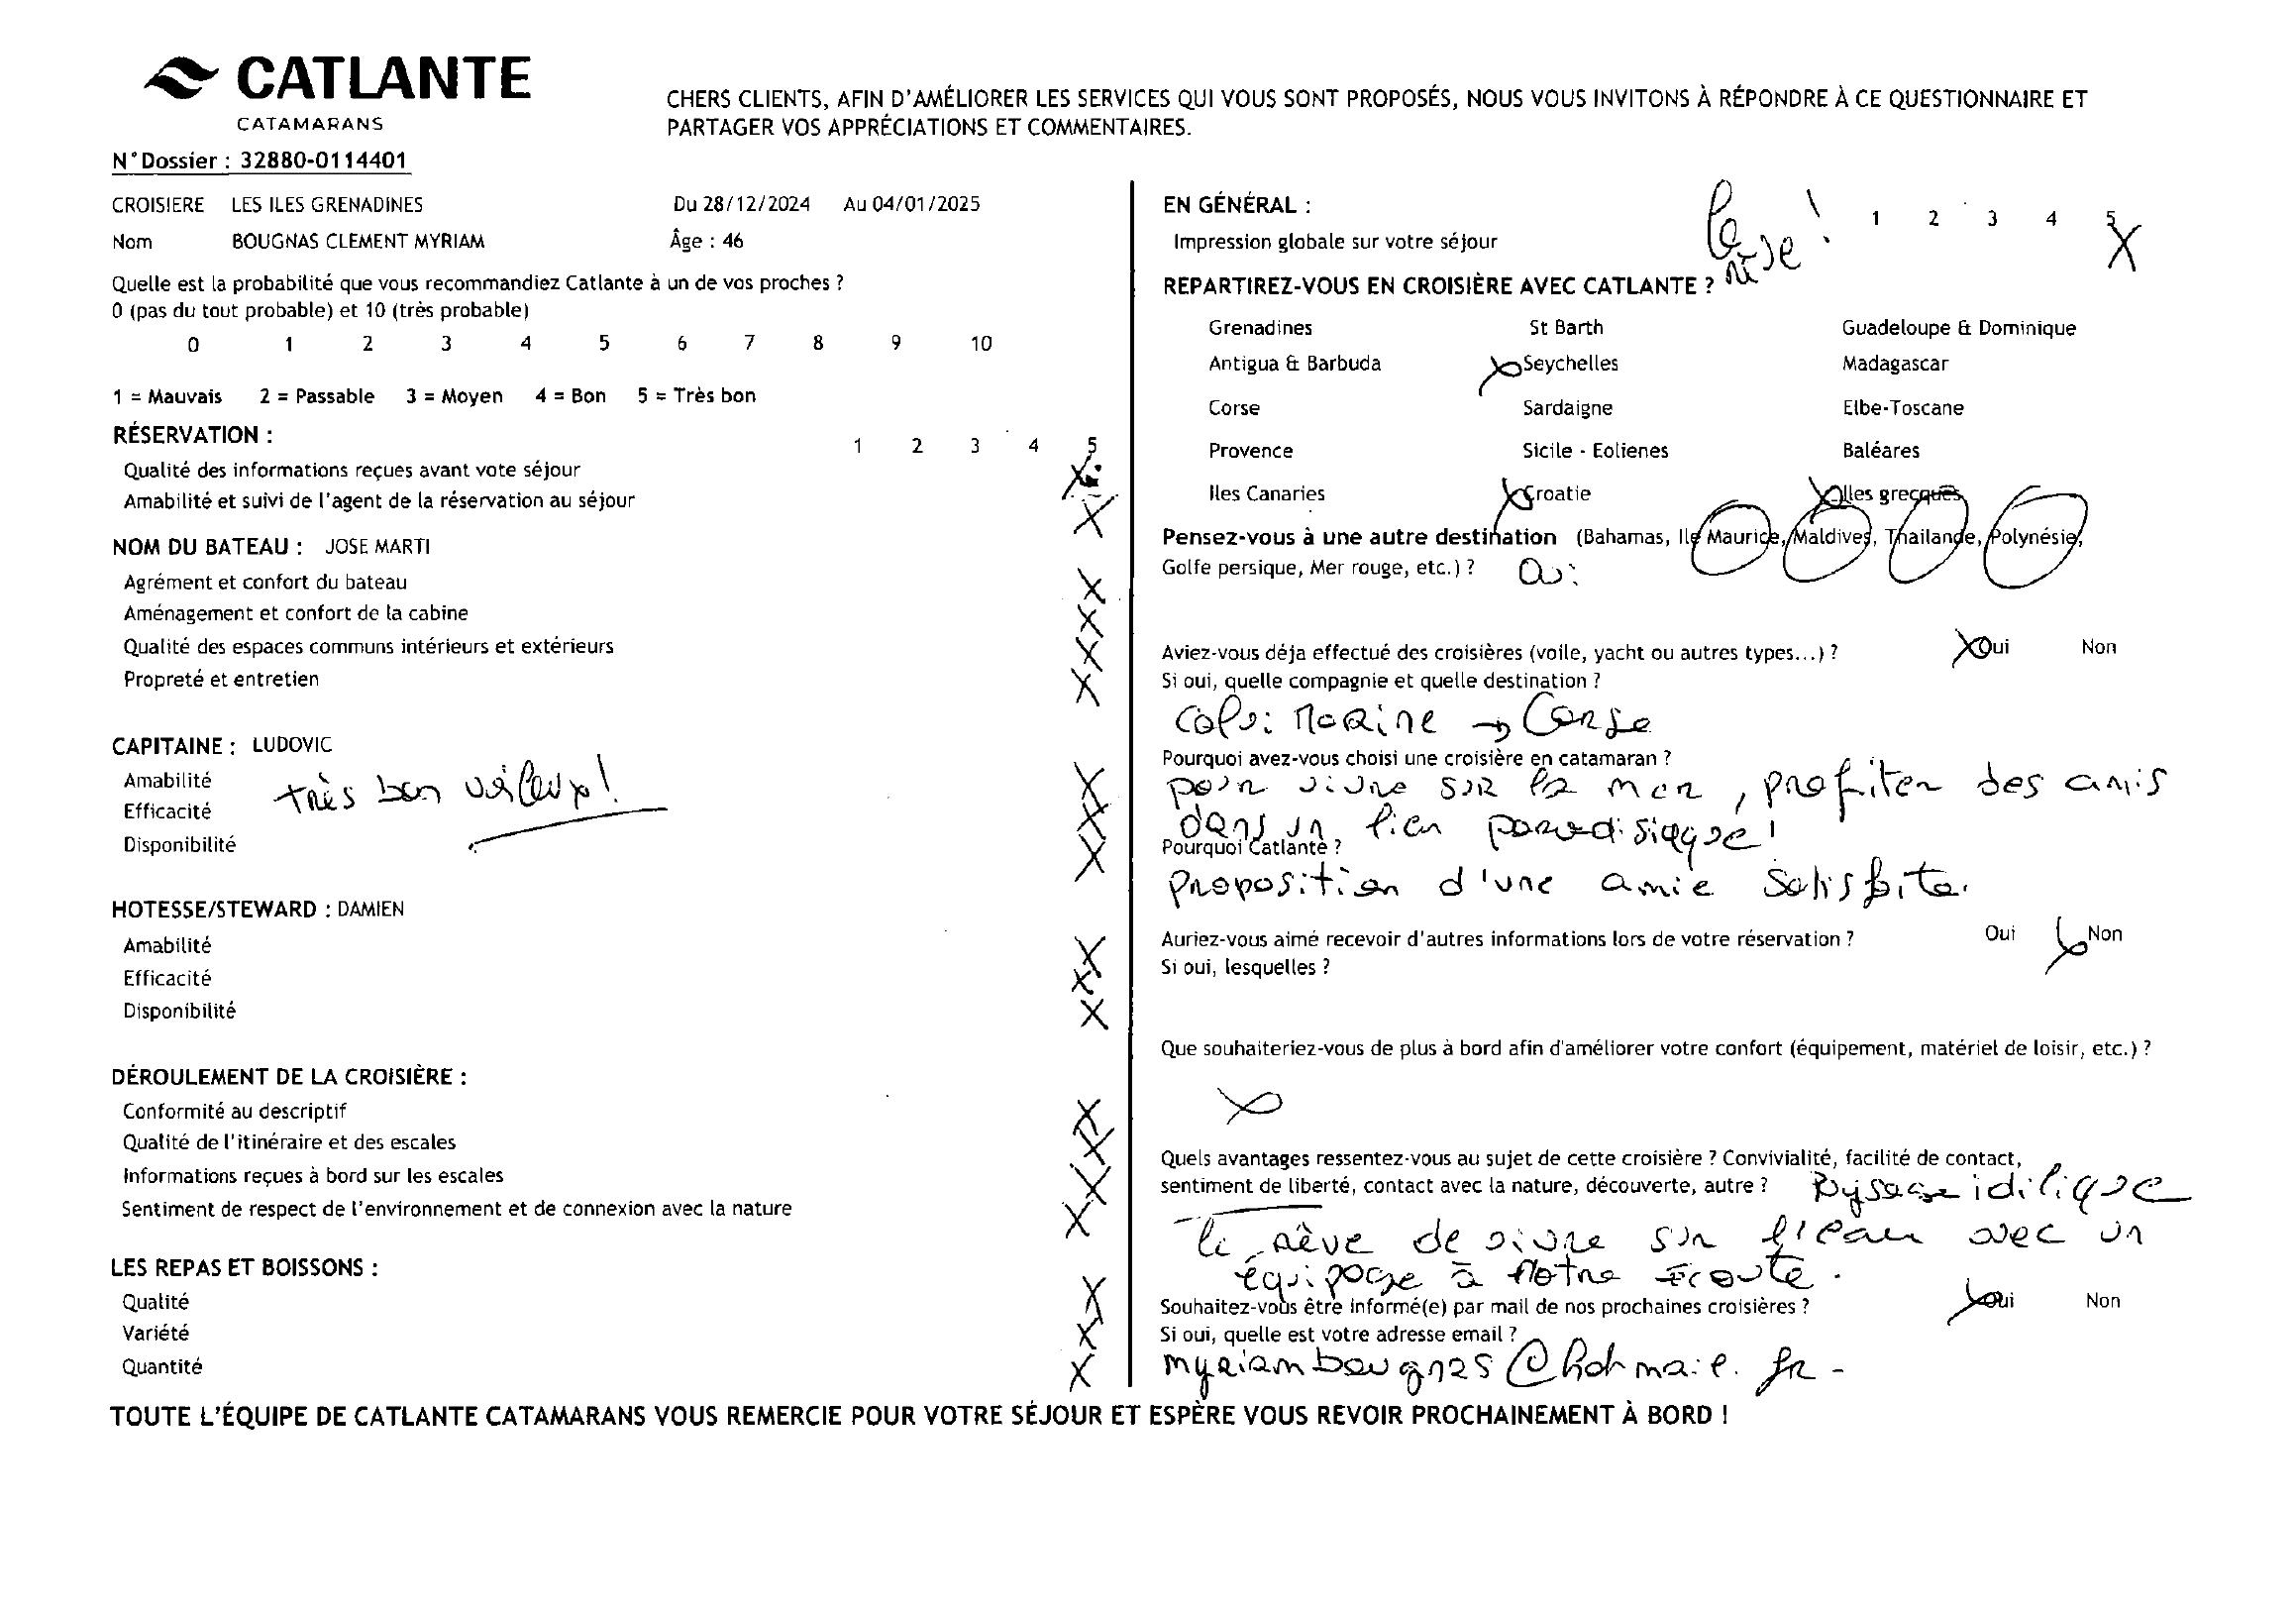 CATLANTE
CATAMARANS
CHERS CLIENTS, AFIN D'AMÉLIORER LES SERVICES QUI VOUS SONT PROPOSÉS, NOUS VOUS INVITONS À RÉPONDRE À CE QUESTIONNAIRE ET
PARTAGER VOS APPRÉCIATIONS ET COMMENTAIRES.
N°Dossier : 32880-0114401
CROISIERE LES ILES GRENADINES Du 28/12/2024 Au 04/01/2025
Nom BOUGNAS CLEMENT MYRIAM Âge : 46
Quelle est la probabilité que vous recommandiez Catlante à un de vos proches ?
0 (pas du tout probable) et 10 (très probable)
0 1 2 3 4 5 6 7 8 9 10
1 = Mauvais 2 = Passable 3 = Moyen 4 = Bon 5 = Très bon
RÉSERVATION : 1 2 3 4 5
Qualité des informations reçues avant vote séjour X
Amabilité et suivi de l'agent de la réservation au séjour X
NOM DU BATEAU : JOSE MARTI
Agrément et confort du bateau X
Aménagement et confort de la cabine X
Qualité des espaces communs intérieurs et extérieurs X
Propreté et entretien X
CAPITAINE : LUDOVIC
Amabilité X
très bon
Efficacité X
Disponibilité X
HOTESSE/STEWARD : DAMIEN
Amabilité X
Efficacité X
Disponibilité X
DÉROULEMENT DE LA CROISIÈRE :
Conformité au descriptif X
Qualité de l'itinéraire et des escales X
Informations reçues à bord sur les escales X
Sentiment de respect de l'environnement et de connexion avec la nature X
LES REPAS ET BOISSONS :
Qualité X
Variété X
Quantité X
EN GÉNÉRAL : 1 2 3 4 5
Impression globale sur votre séjour X
REPARTIREZ-VOUS EN CROISIÈRE AVEC CATLANTE ?
Grenadines St Barth Guadeloupe & Dominique
Antigua & Barbuda X Seychelles Madagascar
Corse Sardaigne Elbe-Toscane
Provence Sicile - Eoliennes Baléares
Iles Canaries X Croatie X Iles grecques
Pensez-vous à une autre destination (Bahamas, Ile Maurice, Maldives, Thailande, Polynésie,
Golfe persique, Mer rouge, etc.) ? Oui
Aviez-vous déja effectué des croisières (voile, yacht ou autres types...) ? X Oui Non
Si oui, quelle compagnie et quelle destination ?
Calvi Marine → Corse
Pourquoi avez-vous choisi une croisière en catamaran ?
pour vivre sur la mer, profiter des amis
dans un lieu paradisiaque !
Pourquoi Catlante ?
Proposition d'une amie satisfaite.
Auriez-vous aimé recevoir d'autres informations lors de votre réservation ? Oui X Non
Si oui, lesquelles ?
Que souhaiteriez-vous de plus à bord afin d'améliorer votre confort (équipement, matériel de loisir, etc.) ?
X
Quels avantages ressentez-vous au sujet de cette croisière ? Convivialité, facilité de contact,
sentiment de liberté, contact avec la nature, découverte, autre ? Paysage idilique
le rêve de vivre sur l'eau avec un
équipage à notre écoute.
Souhaitez-vous être informé(e) par mail de nos prochaines croisières ? X Oui Non
Si oui, quelle est votre adresse email ?
myriambougnas@hotmail.fr -
TOUTE L'ÉQUIPE DE CATLANTE CATAMARANS VOUS REMERCIE POUR VOTRE SÉJOUR ET ESPÈRE VOUS REVOIR PROCHAINEMENT À BORD !